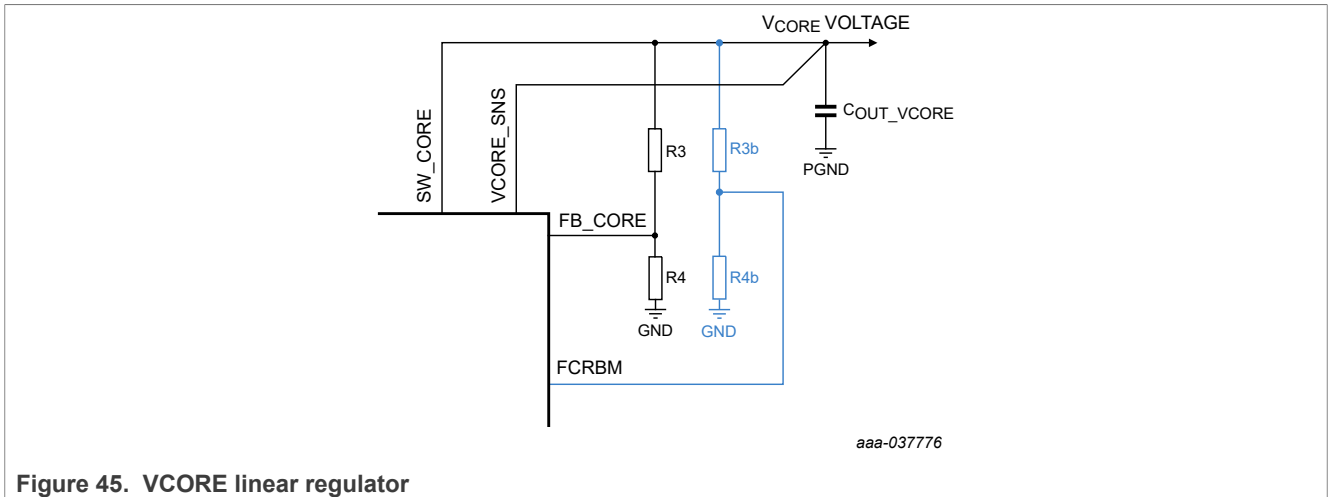 VCORE VOLTAGE
SW_CORE
VCORE_SNS
COUT_VCORE
R3
R3b
PGND
FB_CORE
R4
R4b
GND
GND
FCRBM
aaa-037776
Figure 45. VCORE linear regulator